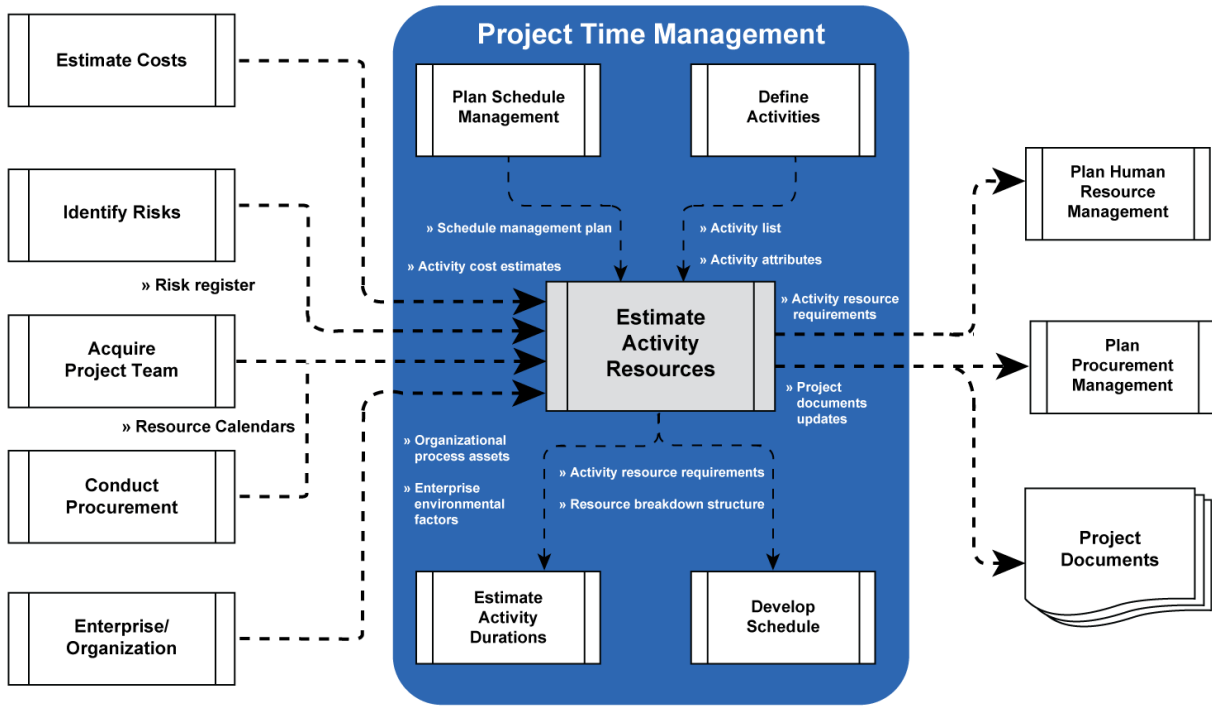 Project Time Management
Estimate Costs
Plan Schedule
Management
Define
Activities
Identify Risks
Plan Human
Resource
Management
» Schedule management plan
» Activity list
» Activity cost estimates
» Activity attributes
» Risk register
» Activity resource
requirements
Estimate
Activity
Resources
Acquire
Project Team
Plan
Procurement
Management
» Project
documents
updates
» Resource Calendars
» Organizational
process assets
» Activity resource requirements
» Enterprise
environmental
factors
» Resource breakdown structure
Conduct
Procurement
Project
Documents
Estimate
Activity
Durations
Develop
Schedule
Enterprise/
Organization